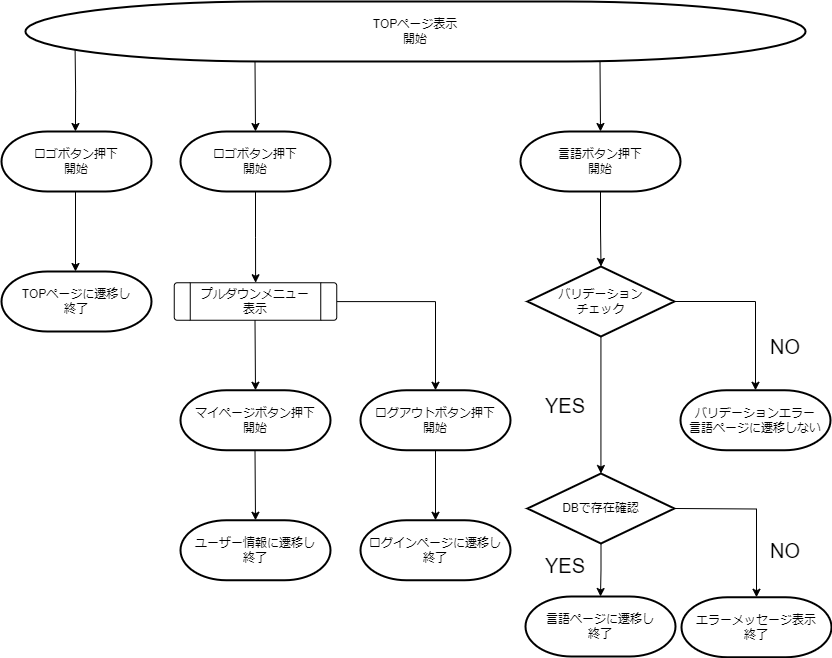 TOPページ表示
開始
ロゴボタン押下
開始
ロゴボタン押下
開始
言語ボタン押下
開始
TOPページに遷移し
終了
プルダウンメニュー
表示
バリデーション
チェック
NO
YES
マイページボタン押下
開始
ログアウトボタン押下
開始
バリデーションエラー
言語ページに遷移しない
DBで存在確認
ユーザー情報に遷移し
終了
ログインページに遷移し
終了
YES
NO
言語ページに遷移し
終了
エラーメッセージ表示
終了